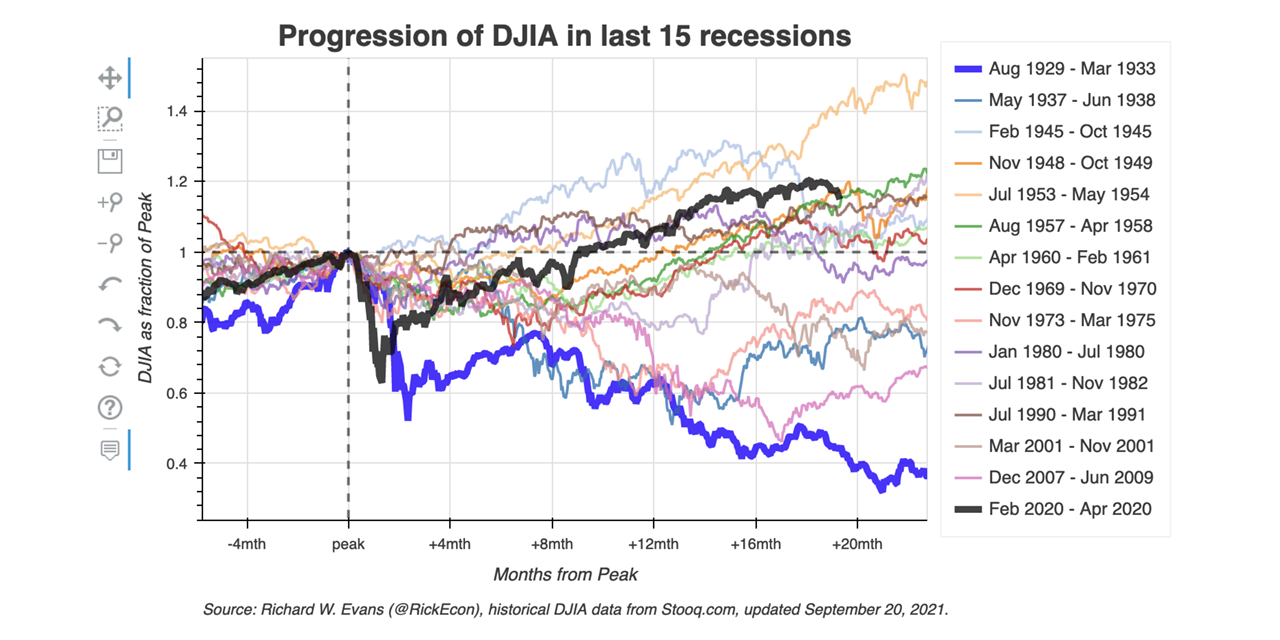 Progression of DJIA in last 15 recessions
DJIA as fraction of Peak
1.4
1.2
1
0.8
0.6
0.4
-4mth
peak
+4mth
+8mth
+12mth
+16mth
+20mth
Months from Peak
Aug 1929 - Mar 1933
May 1937 - Jun 1938
Feb 1945 - Oct 1945
Nov 1948 - Oct 1949
Jul 1953 - May 1954
Aug 1957 - Apr 1958
Apr 1960 - Feb 1961
Dec 1969 - Nov 1970
Nov 1973 - Mar 1975
Jan 1980 - Jul 1980
Jul 1981 - Nov 1982
Jul 1990 - Mar 1991
Mar 2001 - Nov 2001
Dec 2007 - Jun 2009
Feb 2020 - Apr 2020
Source: Richard W. Evans (@RickEcon), historical DJIA data from Stooq.com, updated September 20, 2021.